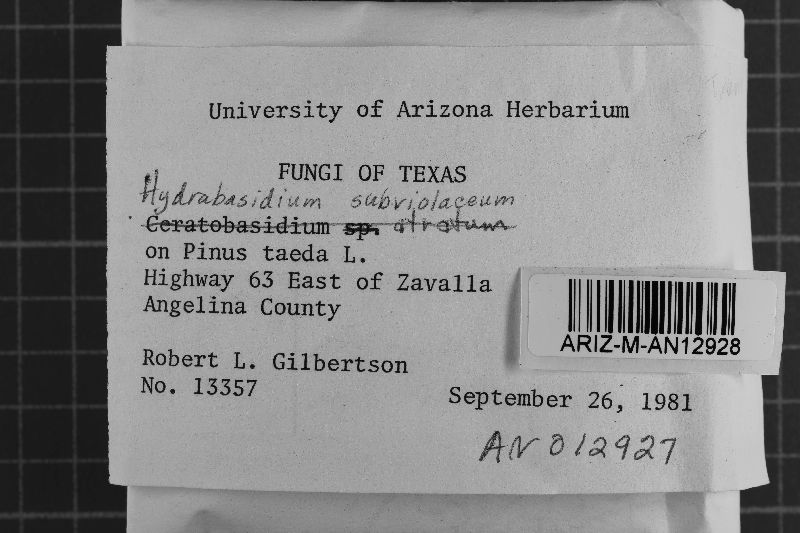 University of Arizona Herbarium
FUNGI OF TEXAS
Hydrabasidium subviolaceum
Ceratobasidium sp. atratum
on Pinus taeda L.
Highway 63 East of Zavalla
Angelina County
ARIZ-M-AN12928
Robert L. Gilbertson
No. 13357
September 26, 1981
AN 012927